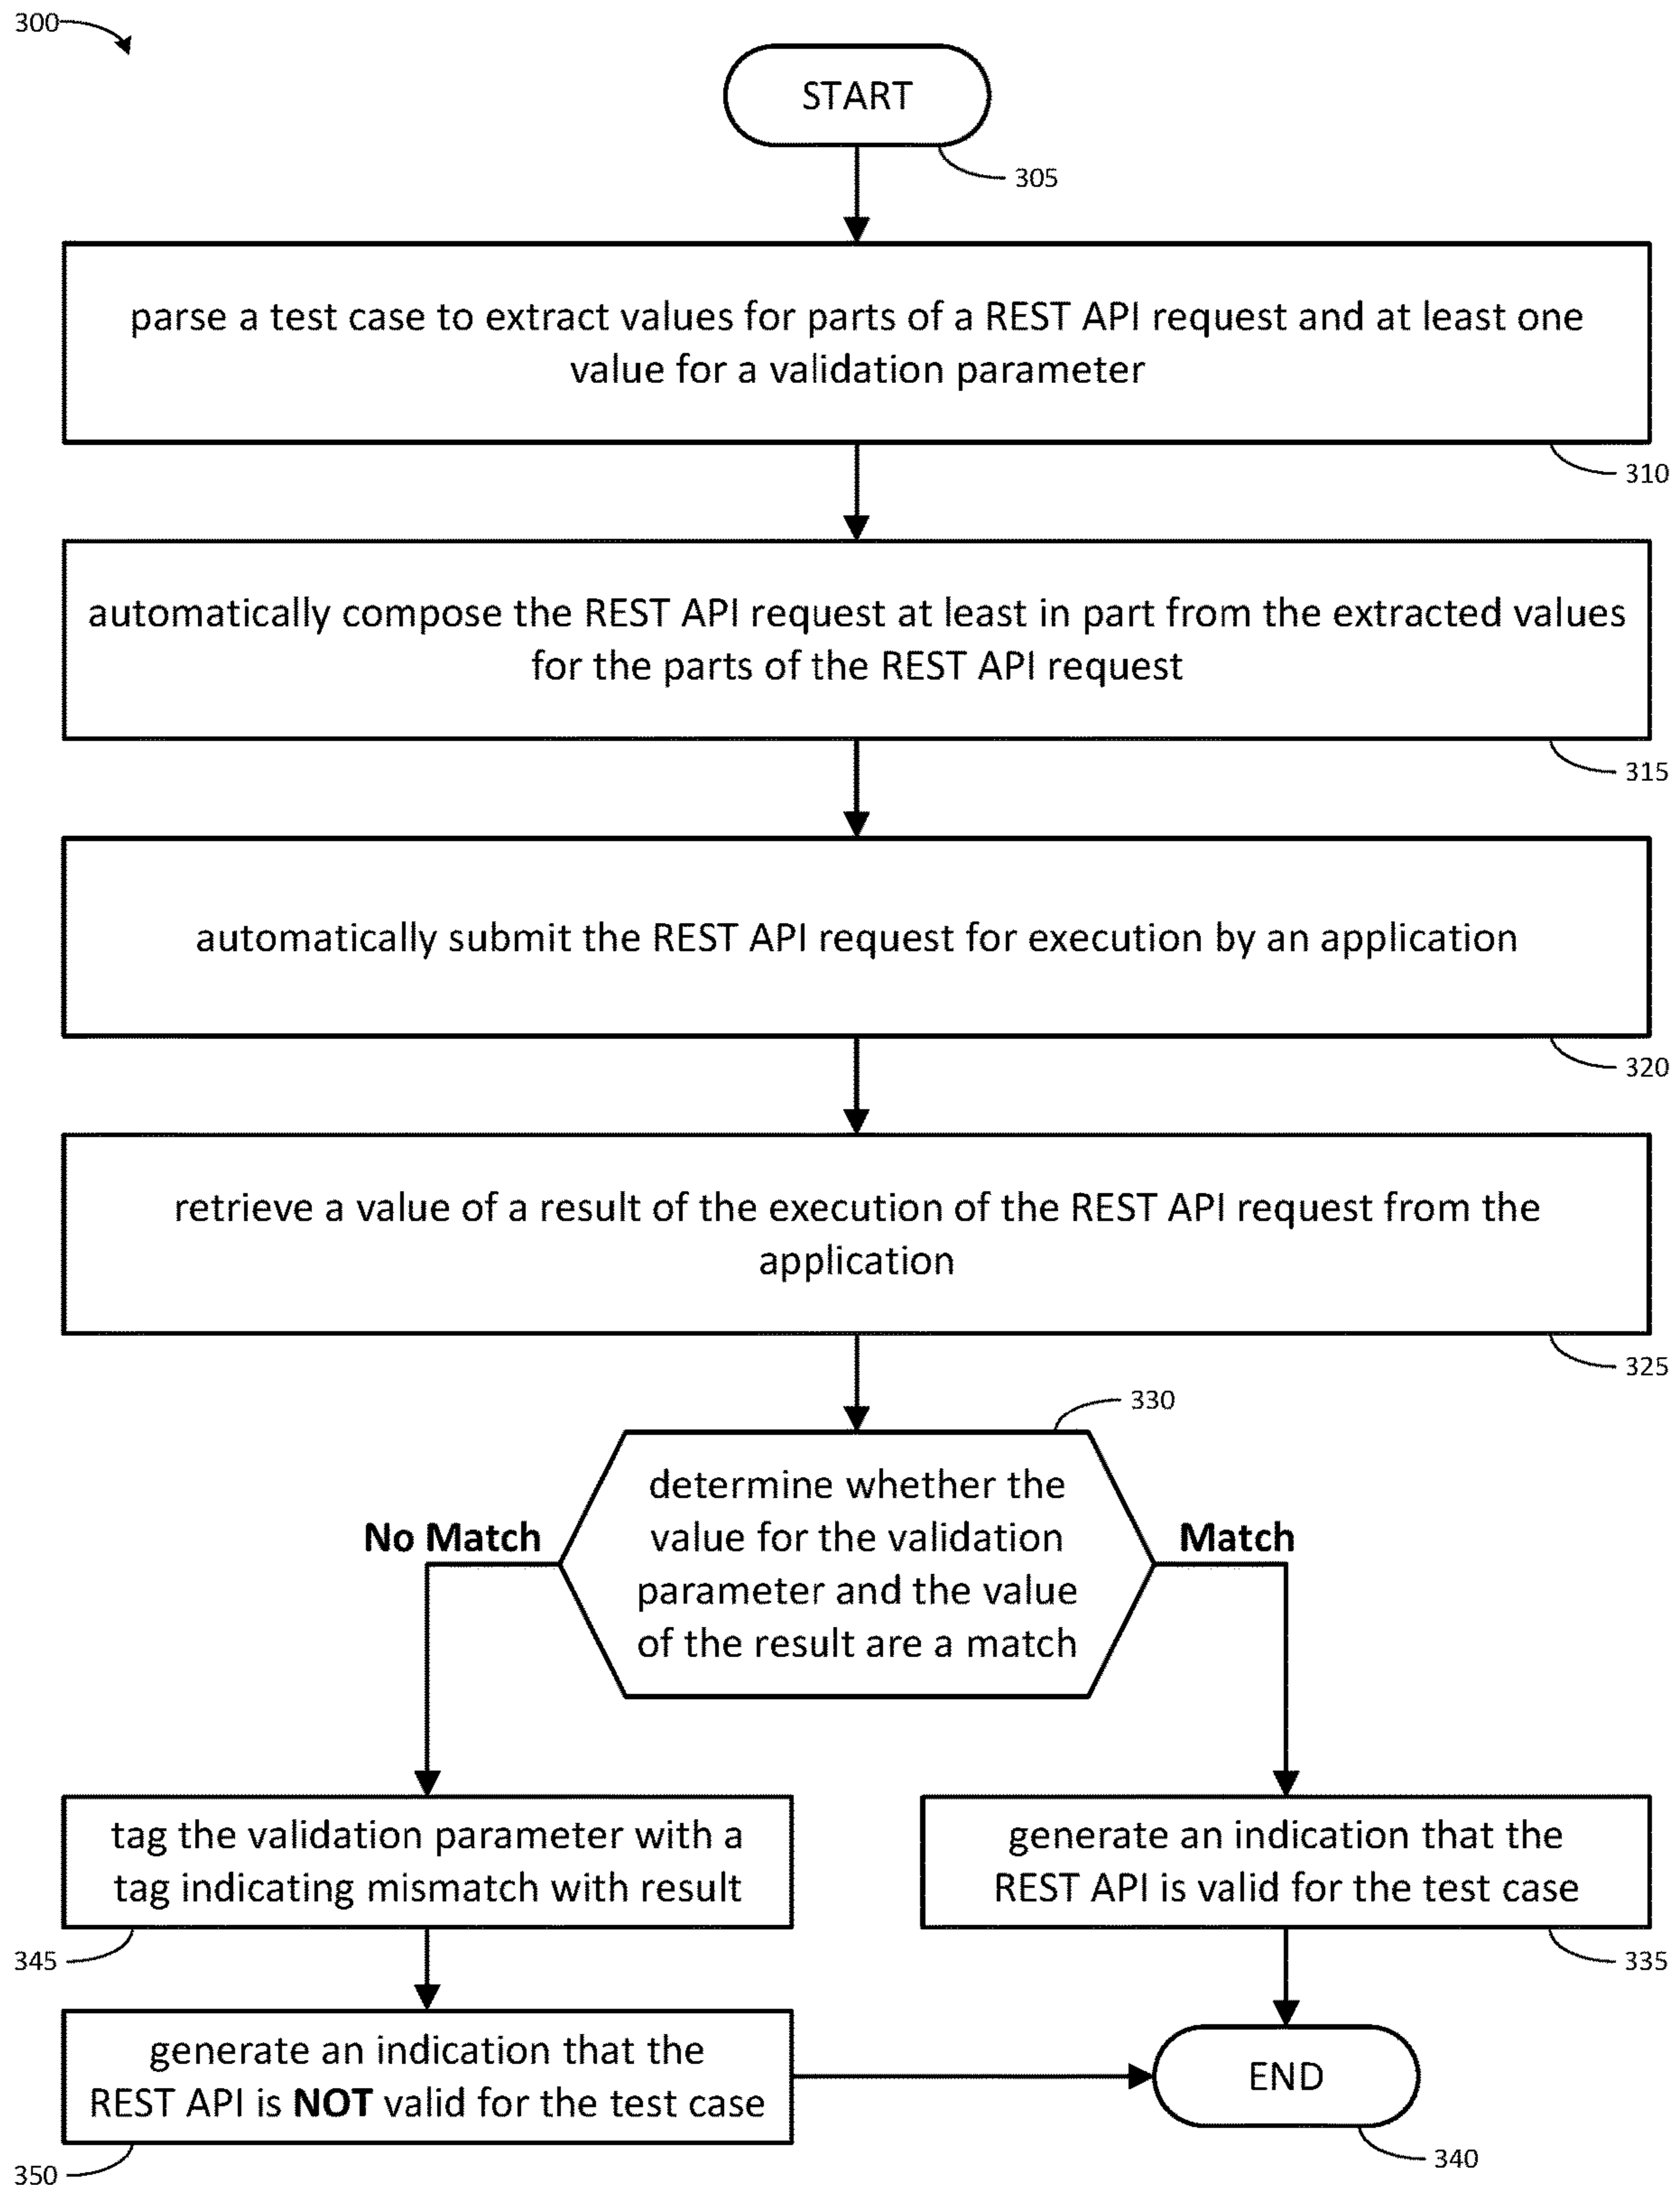 300
START
305
parse a test case to extract values for parts of a REST API request and at least one
value for a validation parameter
310
automatically compose the REST API request at least in part from the extracted values
for the parts of the REST API request
315
automatically submit the REST API request for execution by an application
320
retrieve a value of a result of the execution of the REST API request from the
application
325
330
determine whether the
value for the validation
parameter and the value
of the result are a match
No Match
Match
tag the validation parameter with a
tag indicating mismatch with result
345
generate an indication that the
REST API is valid for the test case
335
generate an indication that the
REST API is NOT valid for the test case
350
END
340